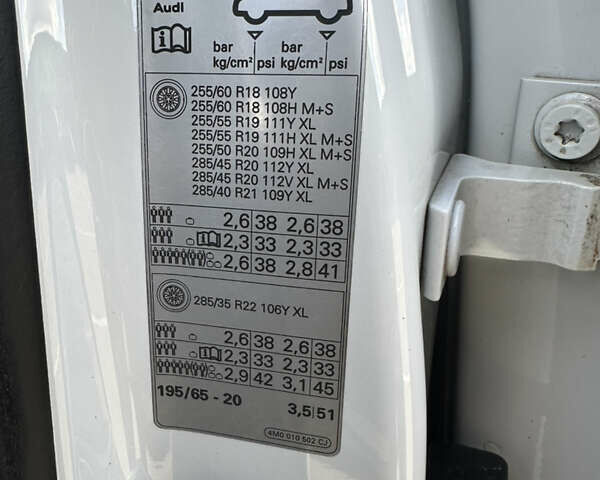 Audi
bar bar
kg/cm² psi kg/cm² psi
255/60 R18 108Y
255/60 R18 108H M+S
255/55 R19 111Y XL
255/55 R19 111H XL M+S
255/50 R20 109H XL M+S
285/45 R20 112Y XL
285/45 R20 112V XL M+S
285/40 R21 109Y XL
2,6 38 2,6 38
2,3 33 2,3 33
2,6 38 2,8 41
285/35 R22 106Y XL
2,6 38 2,6 38
2,3 33 2,3 33
2,9 42 3,1 45
195/65 - 20 3,5 51
4M0 010 502 CJ